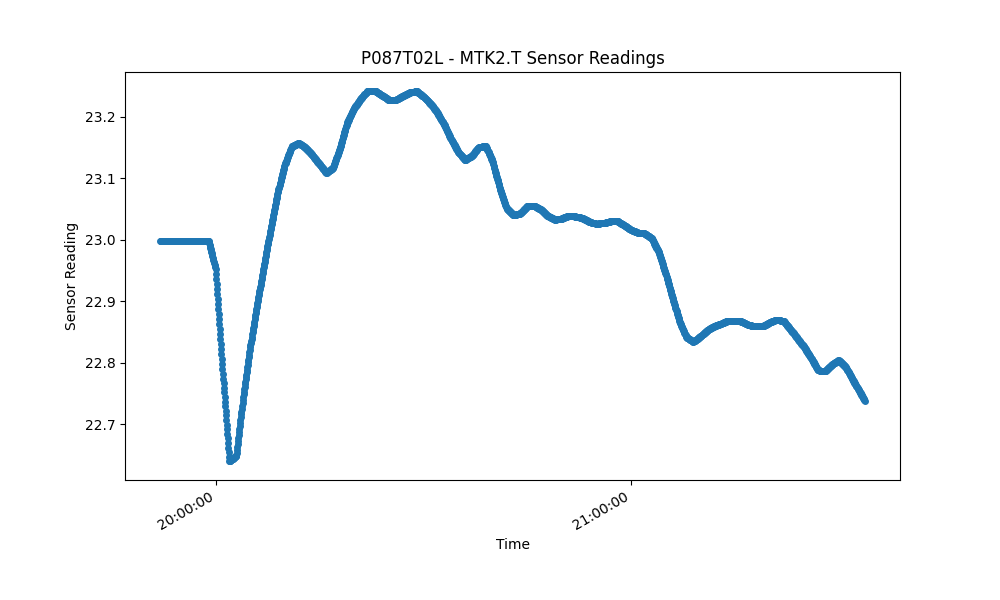 P087T02L - MTK2.T Sensor Readings
Sensor Reading
23.2
23.1
23.0
22.9
22.8
22.7
20:00:00
21:00:00
Time